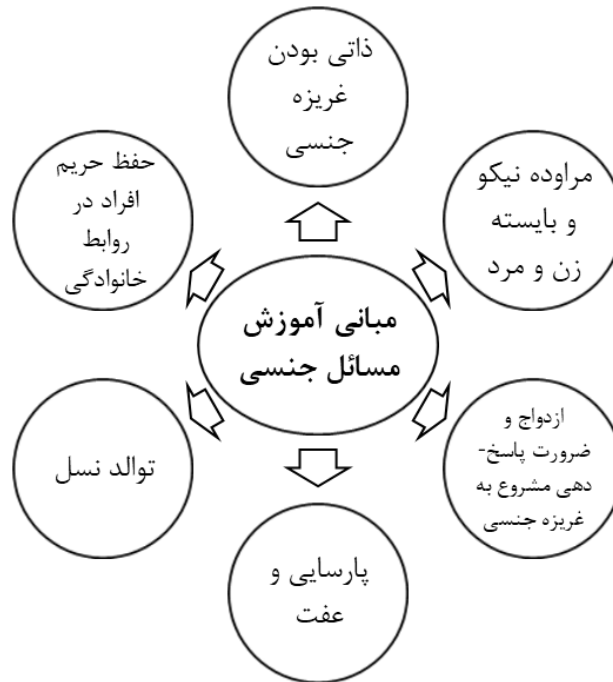 ذاتی بودن
غریزه
جنسی
مراوده نیکو
و بایسته
زن و مرد
ازدواج و
ضرورت پاسخ-
دهی مشروع به
غریزه جنسی
پارسایی و
عفت
توالد نسل
حفظ حریم
افراد در
روابط
خانوادگی
مبانی آموزش
مسائل جنسی